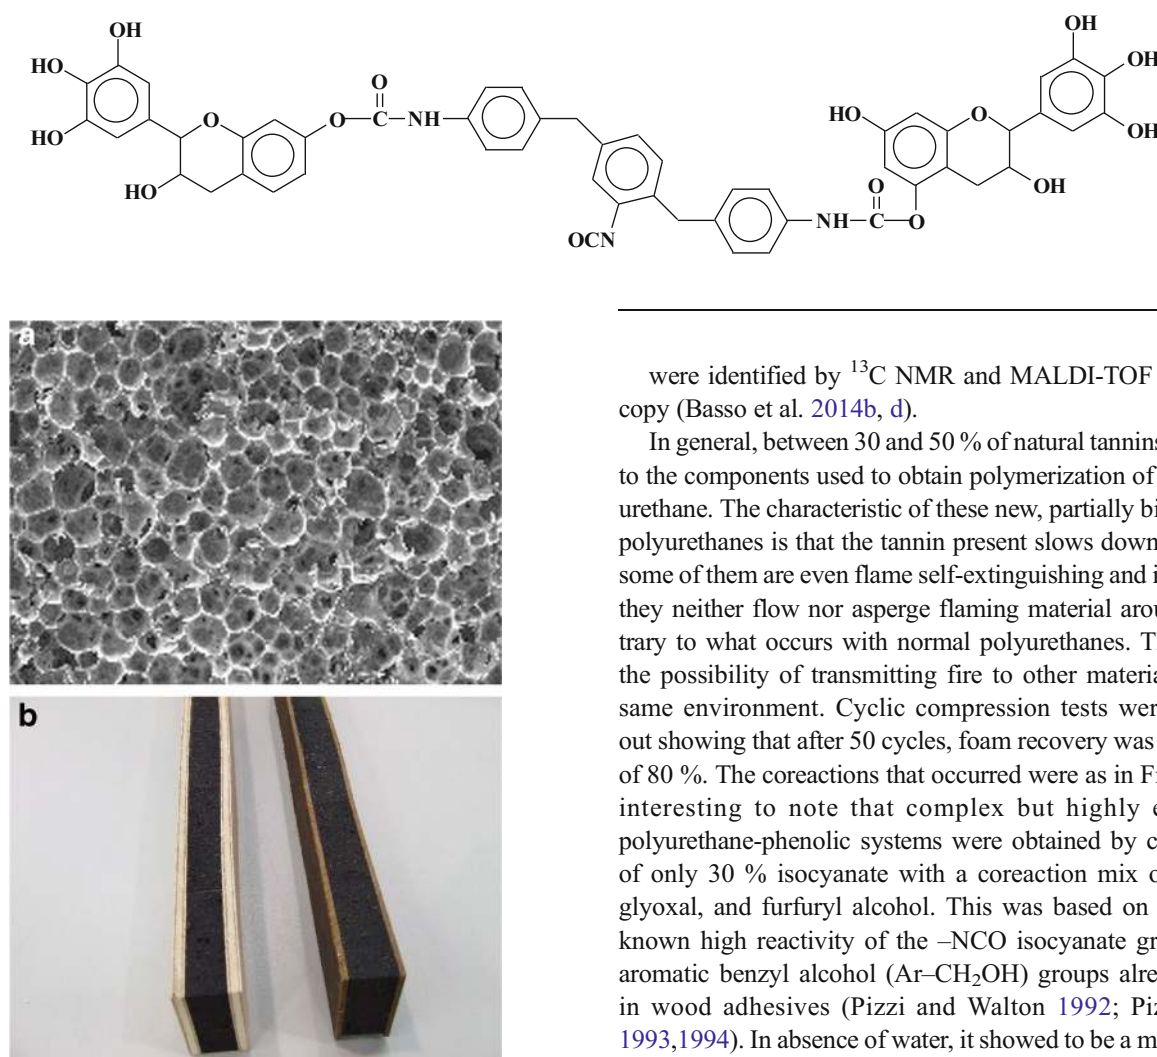 OH
HO
HO
O
HO
O
O
C
NH
OCN
NH
O
C
O
HO
O
OH
OH
OH
OH
a
b
were identified by ¹³C NMR and MALDI-TOF
copy (Basso et al. 2014b, d).
In general, between 30 and 50 % of natural tannins
to the components used to obtain polymerization of
urethane. The characteristic of these new, partially bi
polyurethanes is that the tannin present slows down
some of them are even flame self-extinguishing and i
they neither flow nor asperge flaming material arou
trary to what occurs with normal polyurethanes. T
the possibility of transmitting fire to other materia
same environment. Cyclic compression tests wer
out showing that after 50 cycles, foam recovery was
of 80 %. The coreactions that occurred were as in Fi
interesting to note that complex but highly e
polyurethane-phenolic systems were obtained by c
of only 30 % isocyanate with a coreaction mix o
glyoxal, and furfuryl alcohol. This was based on
known high reactivity of the –NCO isocyanate gr
aromatic benzyl alcohol (Ar–CH₂OH) groups alre
in wood adhesives (Pizzi and Walton 1992; Piz
1993,1994). In absence of water, it showed to be a m